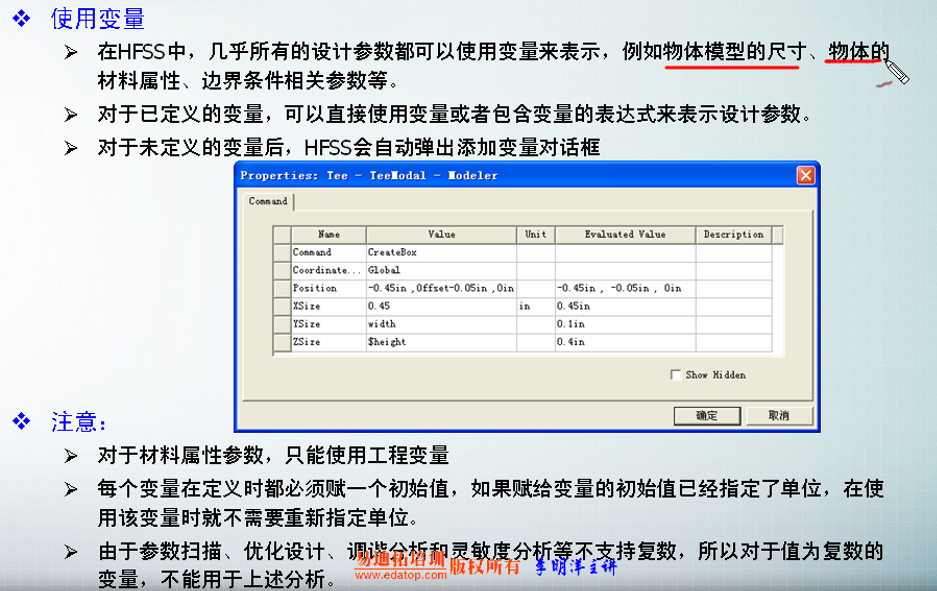 使用变量
在HFSS中，几乎所有的设计参数都可以使用变量来表示，例如物体模型的尺寸、物体的
材料属性、边界条件相关参数等。
对于已定义的变量，可以直接使用变量或者包含变量的表达式来表示设计参数。
对于未定义的变量后，HFSS会自动弹出添加变量对话框
Properties: Tee - TeeModal - Modeler
Command
Name Value Unit Evaluated Value Description
Command CreateBox
Coordinate... Global
Position -0.45in ,Offset-0.05in ,0in -0.45in , -0.05in , 0in
XSize 0.45 in 0.45in
YSize width 0.1in
ZSize $height 0.4in
Show Hidden
确定 取消
注意：
对于材料属性参数，只能使用工程变量
每个变量在定义时都必须赋一个初始值，如果赋给变量的初始值已经指定了单位，在使
用该变量时就不需要重新指定单位。
由于参数扫描、优化设计、调谐分析和灵敏度分析等不支持复数，所以对于值为复数的
变量，不能用于上述分析。
易迪拓培训
www.edatop.com 版权所有 李明洋主讲